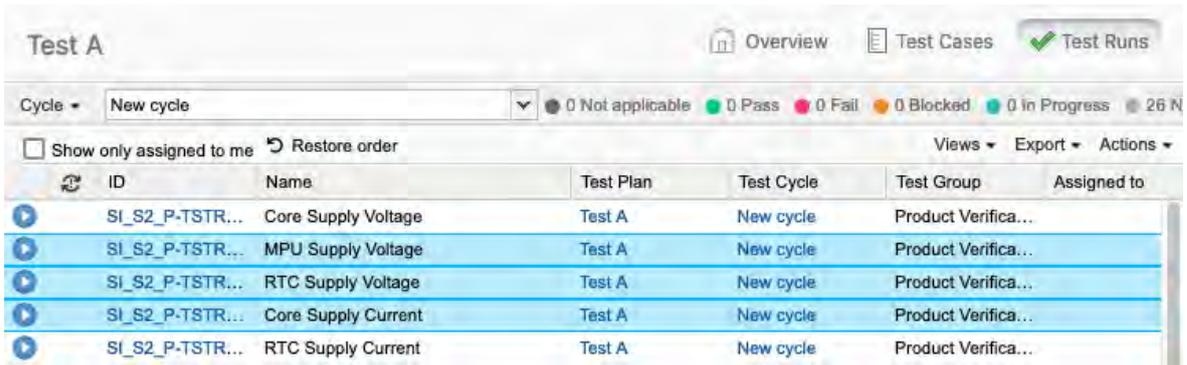 Test A Overview Test Cases Test Runs
Cycle New cycle 0 Not applicable 0 Pass 0 Fail 0 Blocked 0 In Progress 26 N
Show only assigned to me Restore order Views Export Actions
ID Name Test Plan Test Cycle Test Group Assigned to
SI_S2_P-TSTR... Core Supply Voltage Test A New cycle Product Verifica...
SI_S2_P-TSTR... MPU Supply Voltage Test A New cycle Product Verifica...
SI_S2_P-TSTR... RTC Supply Voltage Test A New cycle Product Verifica...
SI_S2_P-TSTR... Core Supply Current Test A New cycle Product Verifica...
SI_S2_P-TSTR... RTC Supply Current Test A New cycle Product Verifica...